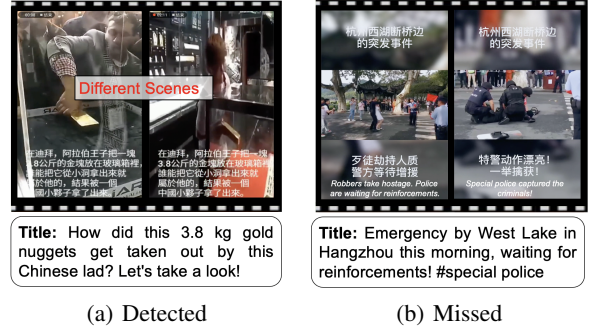 Different Scenes
在迪拜，阿拉伯王子把一塊
3.8公斤的金塊放在玻璃箱裡
誰能把它從小洞拿出來就
屬於他的，結果被一個
中國小夥子拿了出來。
在迪拜，阿拉伯王子把一塊
3.8公斤的金塊放在玻璃箱
誰能把它從小洞拿出來就
屬於他的，結果被一個
中國小夥子拿了出來。
Title: How did this 3.8 kg gold
nuggets get taken out by this
Chinese lad? Let's take a look!
(a) Detected
杭州西湖断桥边
的突发事件
歹徒劫持人质
警方等待增援
Robbers take hostage. Police
are waiting for reinforcements.
杭州西湖断桥边
的突发事件
特警动作漂亮！
一举擒获！
Special police captured the
criminals!
Title: Emergency by West Lake in
Hangzhou this morning, waiting for
reinforcements! #special police
(b) Missed